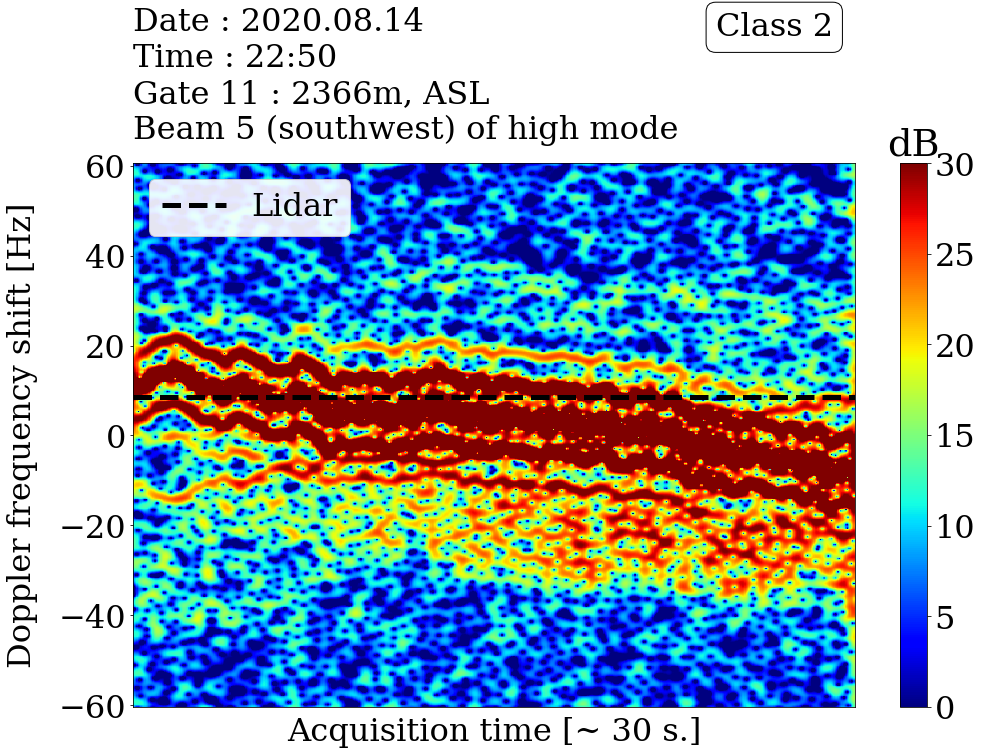 Date : 2020.08.14
Time : 22:50
Gate 11 : 2366m, ASL
Beam 5 (southwest) of high mode
Class 2
dB
Lidar
Doppler frequency shift [Hz]
60
40
20
0
−20
−40
−60
30
25
20
15
10
5
0
Acquisition time [~ 30 s.]